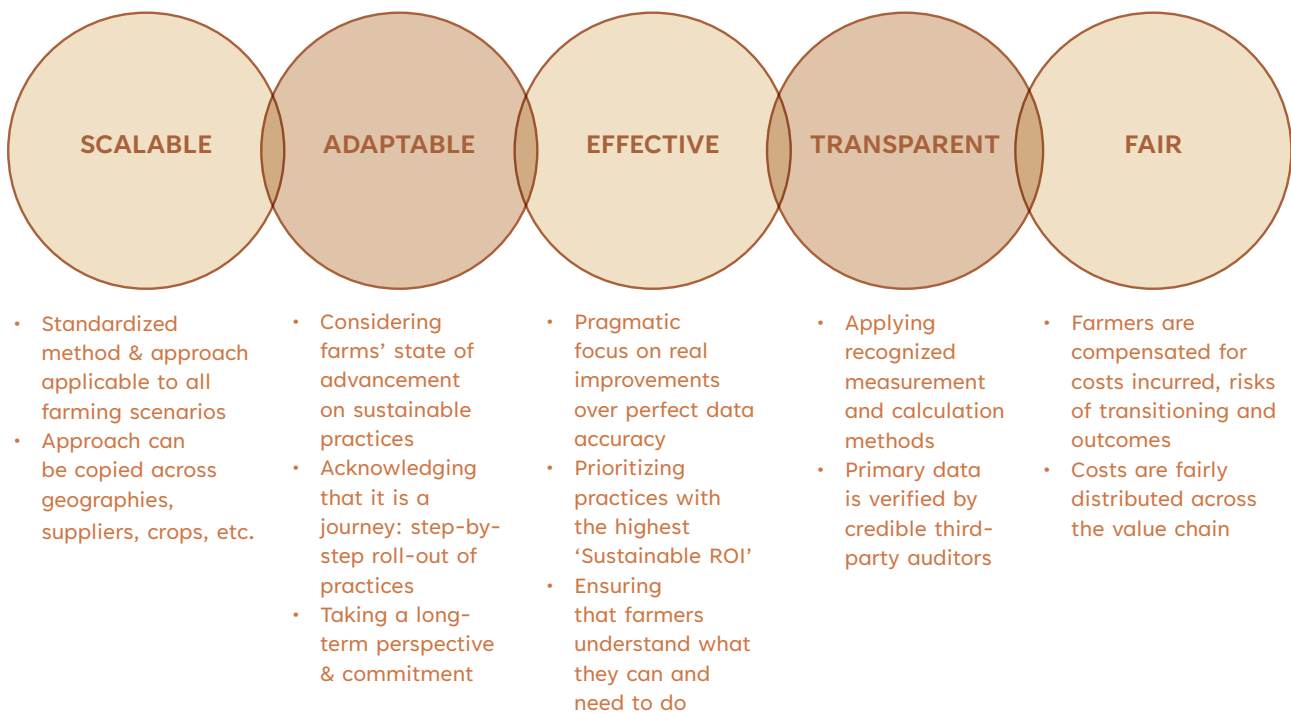 SCALABLE
ADAPTABLE
EFFECTIVE
TRANSPARENT
FAIR
• Standardized
method & approach
applicable to all
farming scenarios
• Approach can
be copied across
geographies,
suppliers, crops, etc.
• Considering
farms’ state of
advancement
on sustainable
practices
• Acknowledging
that it is a
journey: step-by-
step roll-out of
practices
• Taking a long-
term perspective
& commitment
• Pragmatic
focus on real
improvements
over perfect data
accuracy
• Prioritizing
practices with
the highest
‘Sustainable ROI’
• Ensuring
that farmers
understand what
they can and
need to do
• Applying
recognized
measurement
and calculation
methods
• Primary data
is verified by
credible third-
party auditors
• Farmers are
compensated for
costs incurred, risks
of transitioning and
outcomes
• Costs are fairly
distributed across
the value chain